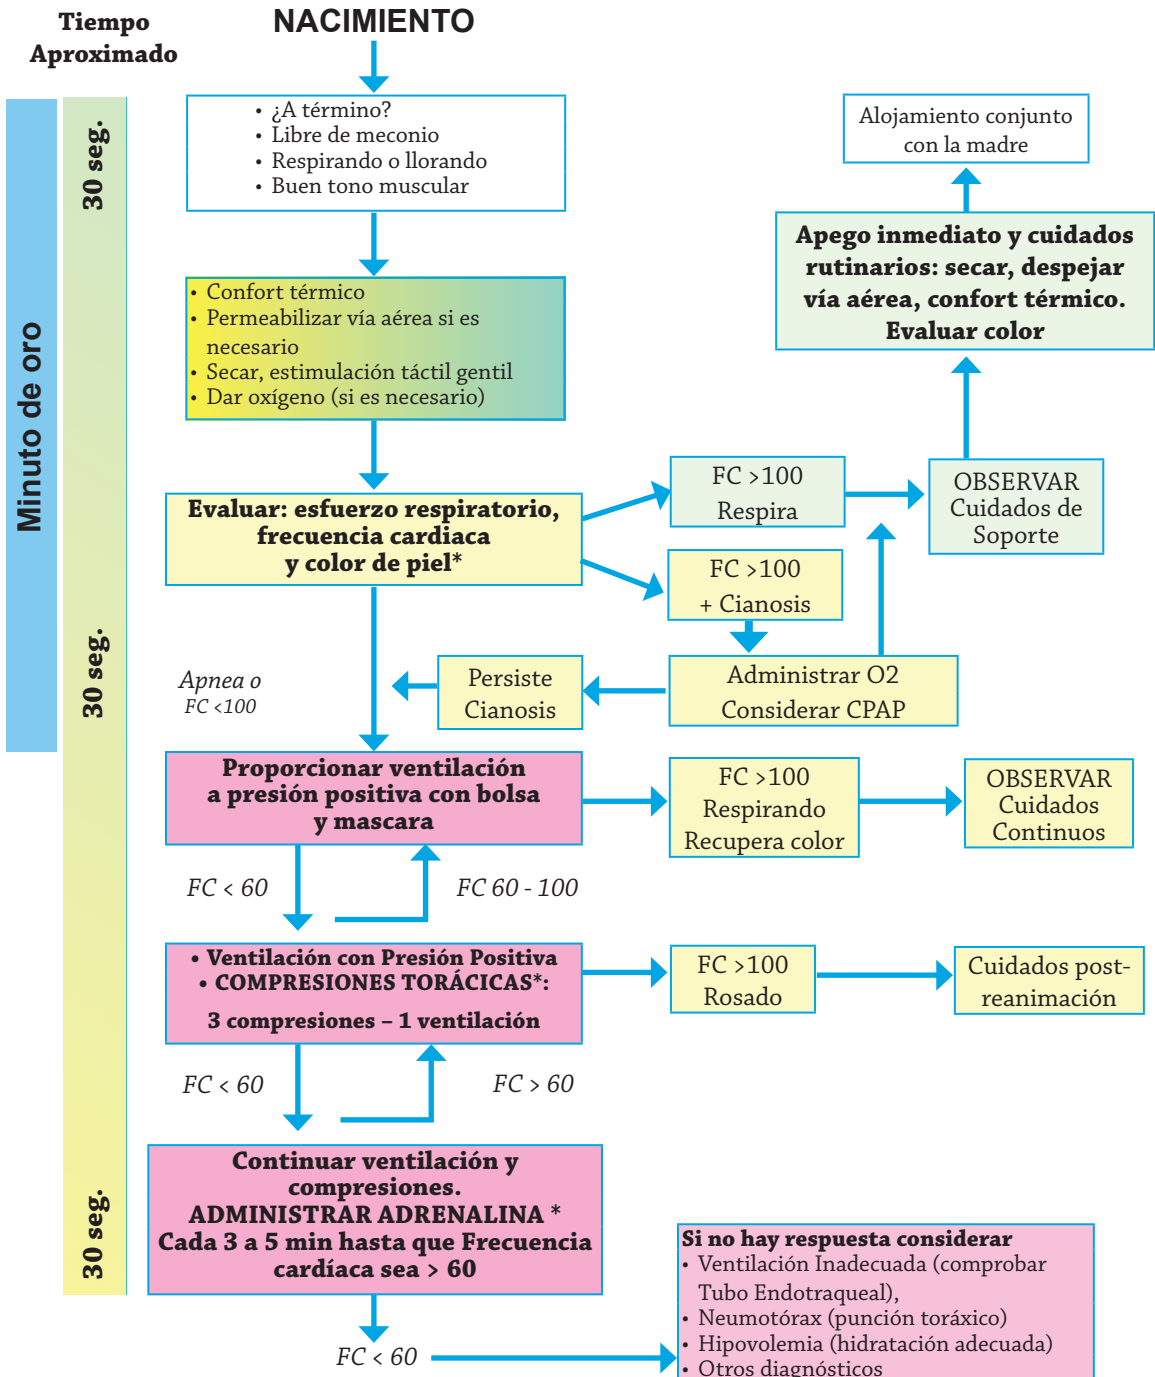 Tiempo
Aproximado
NACIMIENTO
Minuto de oro
30 seg.
30 seg.
30 seg.
• ¿A término?
• Libre de meconio
• Respirando o llorando
• Buen tono muscular
Alojamiento conjunto
con la madre
Apego inmediato y cuidados
rutinarios: secar, despejar
vía aérea, confort térmico.
Evaluar color
• Confort térmico
• Permeabilizar vía aérea si es
necesario
• Secar, estimulación táctil gentil
• Dar oxígeno (si es necesario)
Evaluar: esfuerzo respiratorio,
frecuencia cardiaca
y color de piel*
FC >100
Respira
OBSERVAR
Cuidados de
Soporte
FC >100
+ Cianosis
Apnea o
FC <100
Persiste
Cianosis
Administrar O2
Considerar CPAP
Proporcionar ventilación
a presión positiva con bolsa
y mascara
FC >100
Respirando
Recupera color
OBSERVAR
Cuidados
Continuos
FC < 60
FC 60 - 100
• Ventilación con Presión Positiva
• COMPRESIONES TORÁCICAS*:
3 compresiones – 1 ventilación
FC >100
Rosado
Cuidados post-
reanimación
FC < 60
FC > 60
Continuar ventilación y
compresiones.
ADMINISTRAR ADRENALINA *
Cada 3 a 5 min hasta que Frecuencia
cardíaca sea > 60
FC < 60
Si no hay respuesta considerar
• Ventilación Inadecuada (comprobar
Tubo Endotraqueal),
• Neumotórax (punción toráxico)
• Hipovolemia (hidratación adecuada)
• Otros diagnósticos